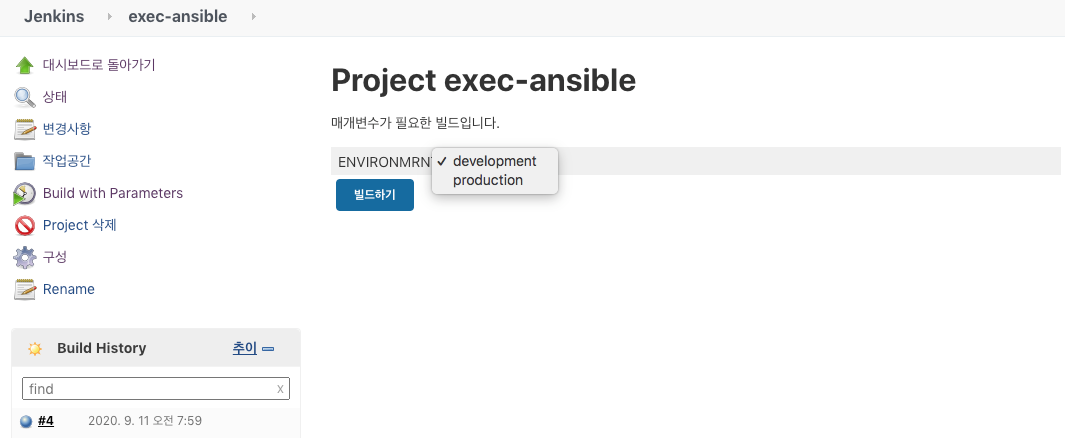 Jenkins exec-ansible
대시보드로 돌아가기
상태
변경사항
작업공간
Build with Parameters
Project 삭제
구성
Rename
Build History 추이
find x
#4 2020. 9. 11 오전 7:59
Project exec-ansible
매개변수가 필요한 빌드입니다.
ENVIRONMRN
✓ development
production
빌드하기